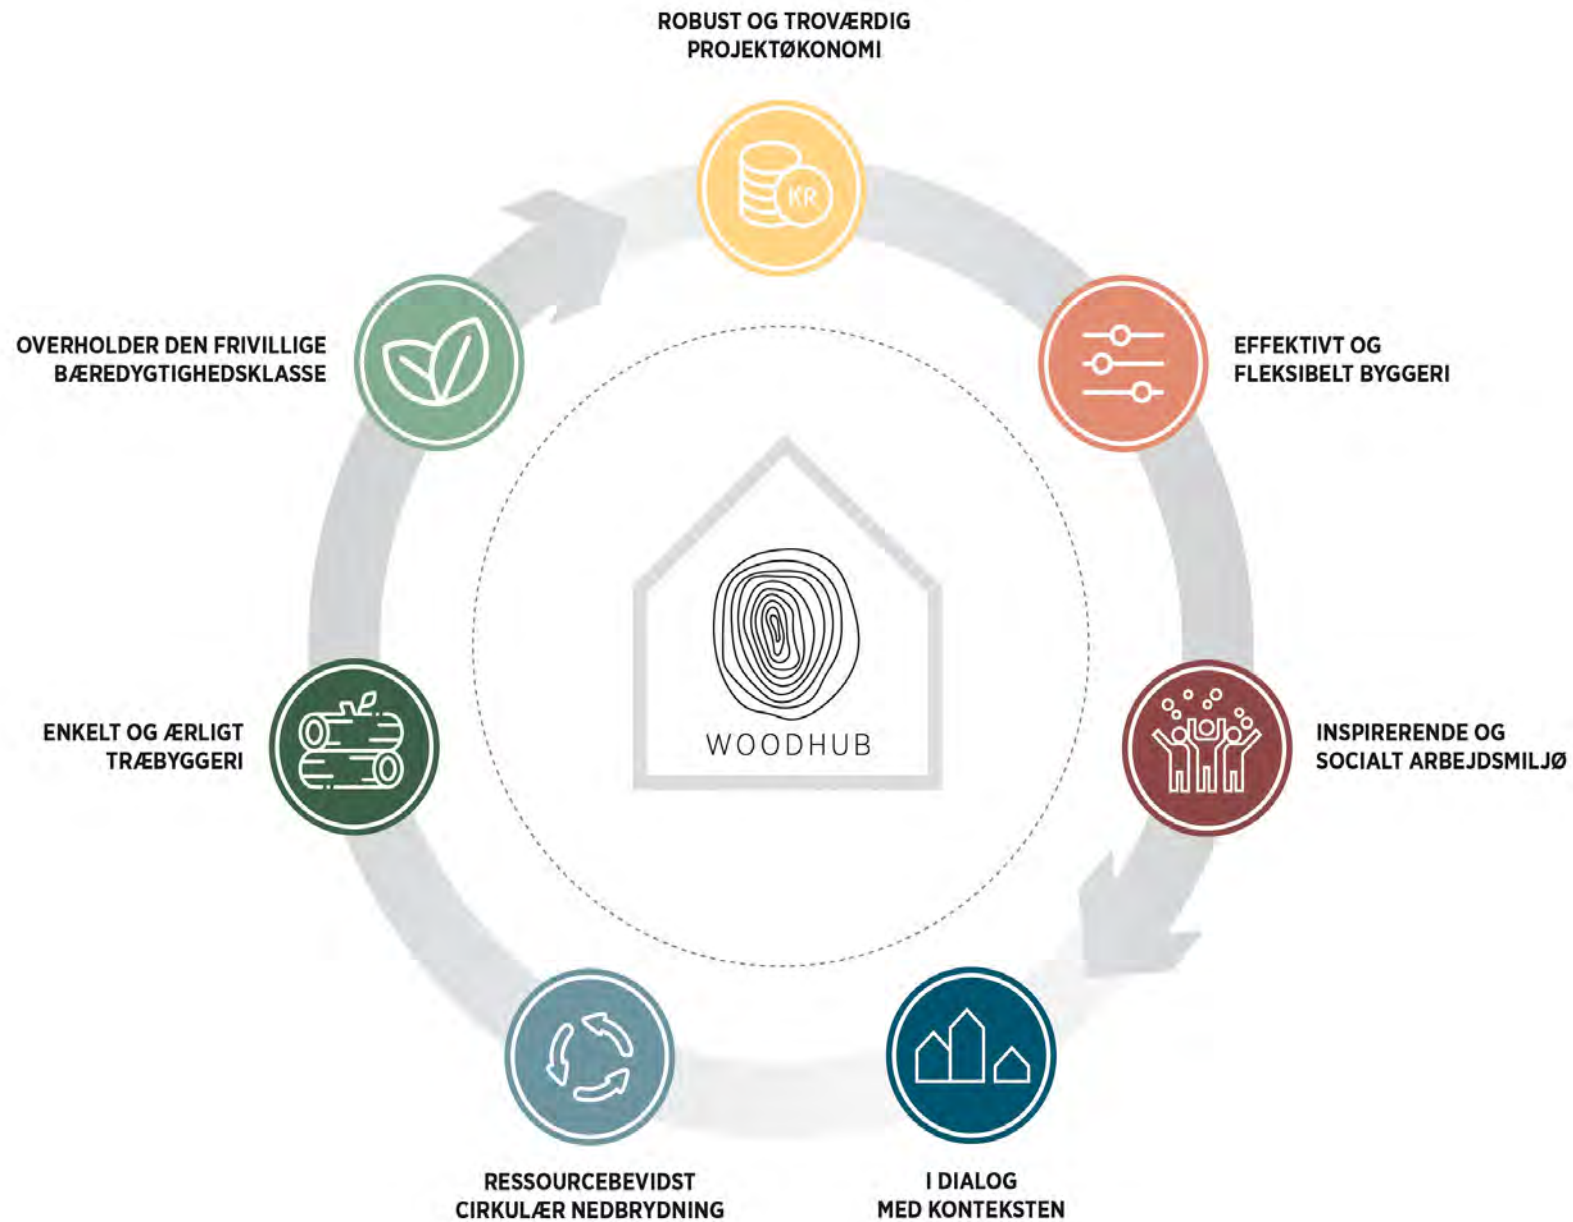 ROBUST OG TROVÆRDIG
PROJEKTØKONOMI
KR
EFFEKTIVT OG
FLEKSIBELT BYGGERI
OVERHOLDER DEN FRIVILLIGE
BÆREDYGTIGHEDSKLASSE
WOODHUB
INSPIRERENDE OG
SOCIALT ARBEJDSMILJØ
ENKELT OG ÆRLIGT
TRÆBYGGERI
RESSOURCEBEVIDST
CIRKULÆR NEDBRYDNING
I DIALOG
MED KONTEKSTEN